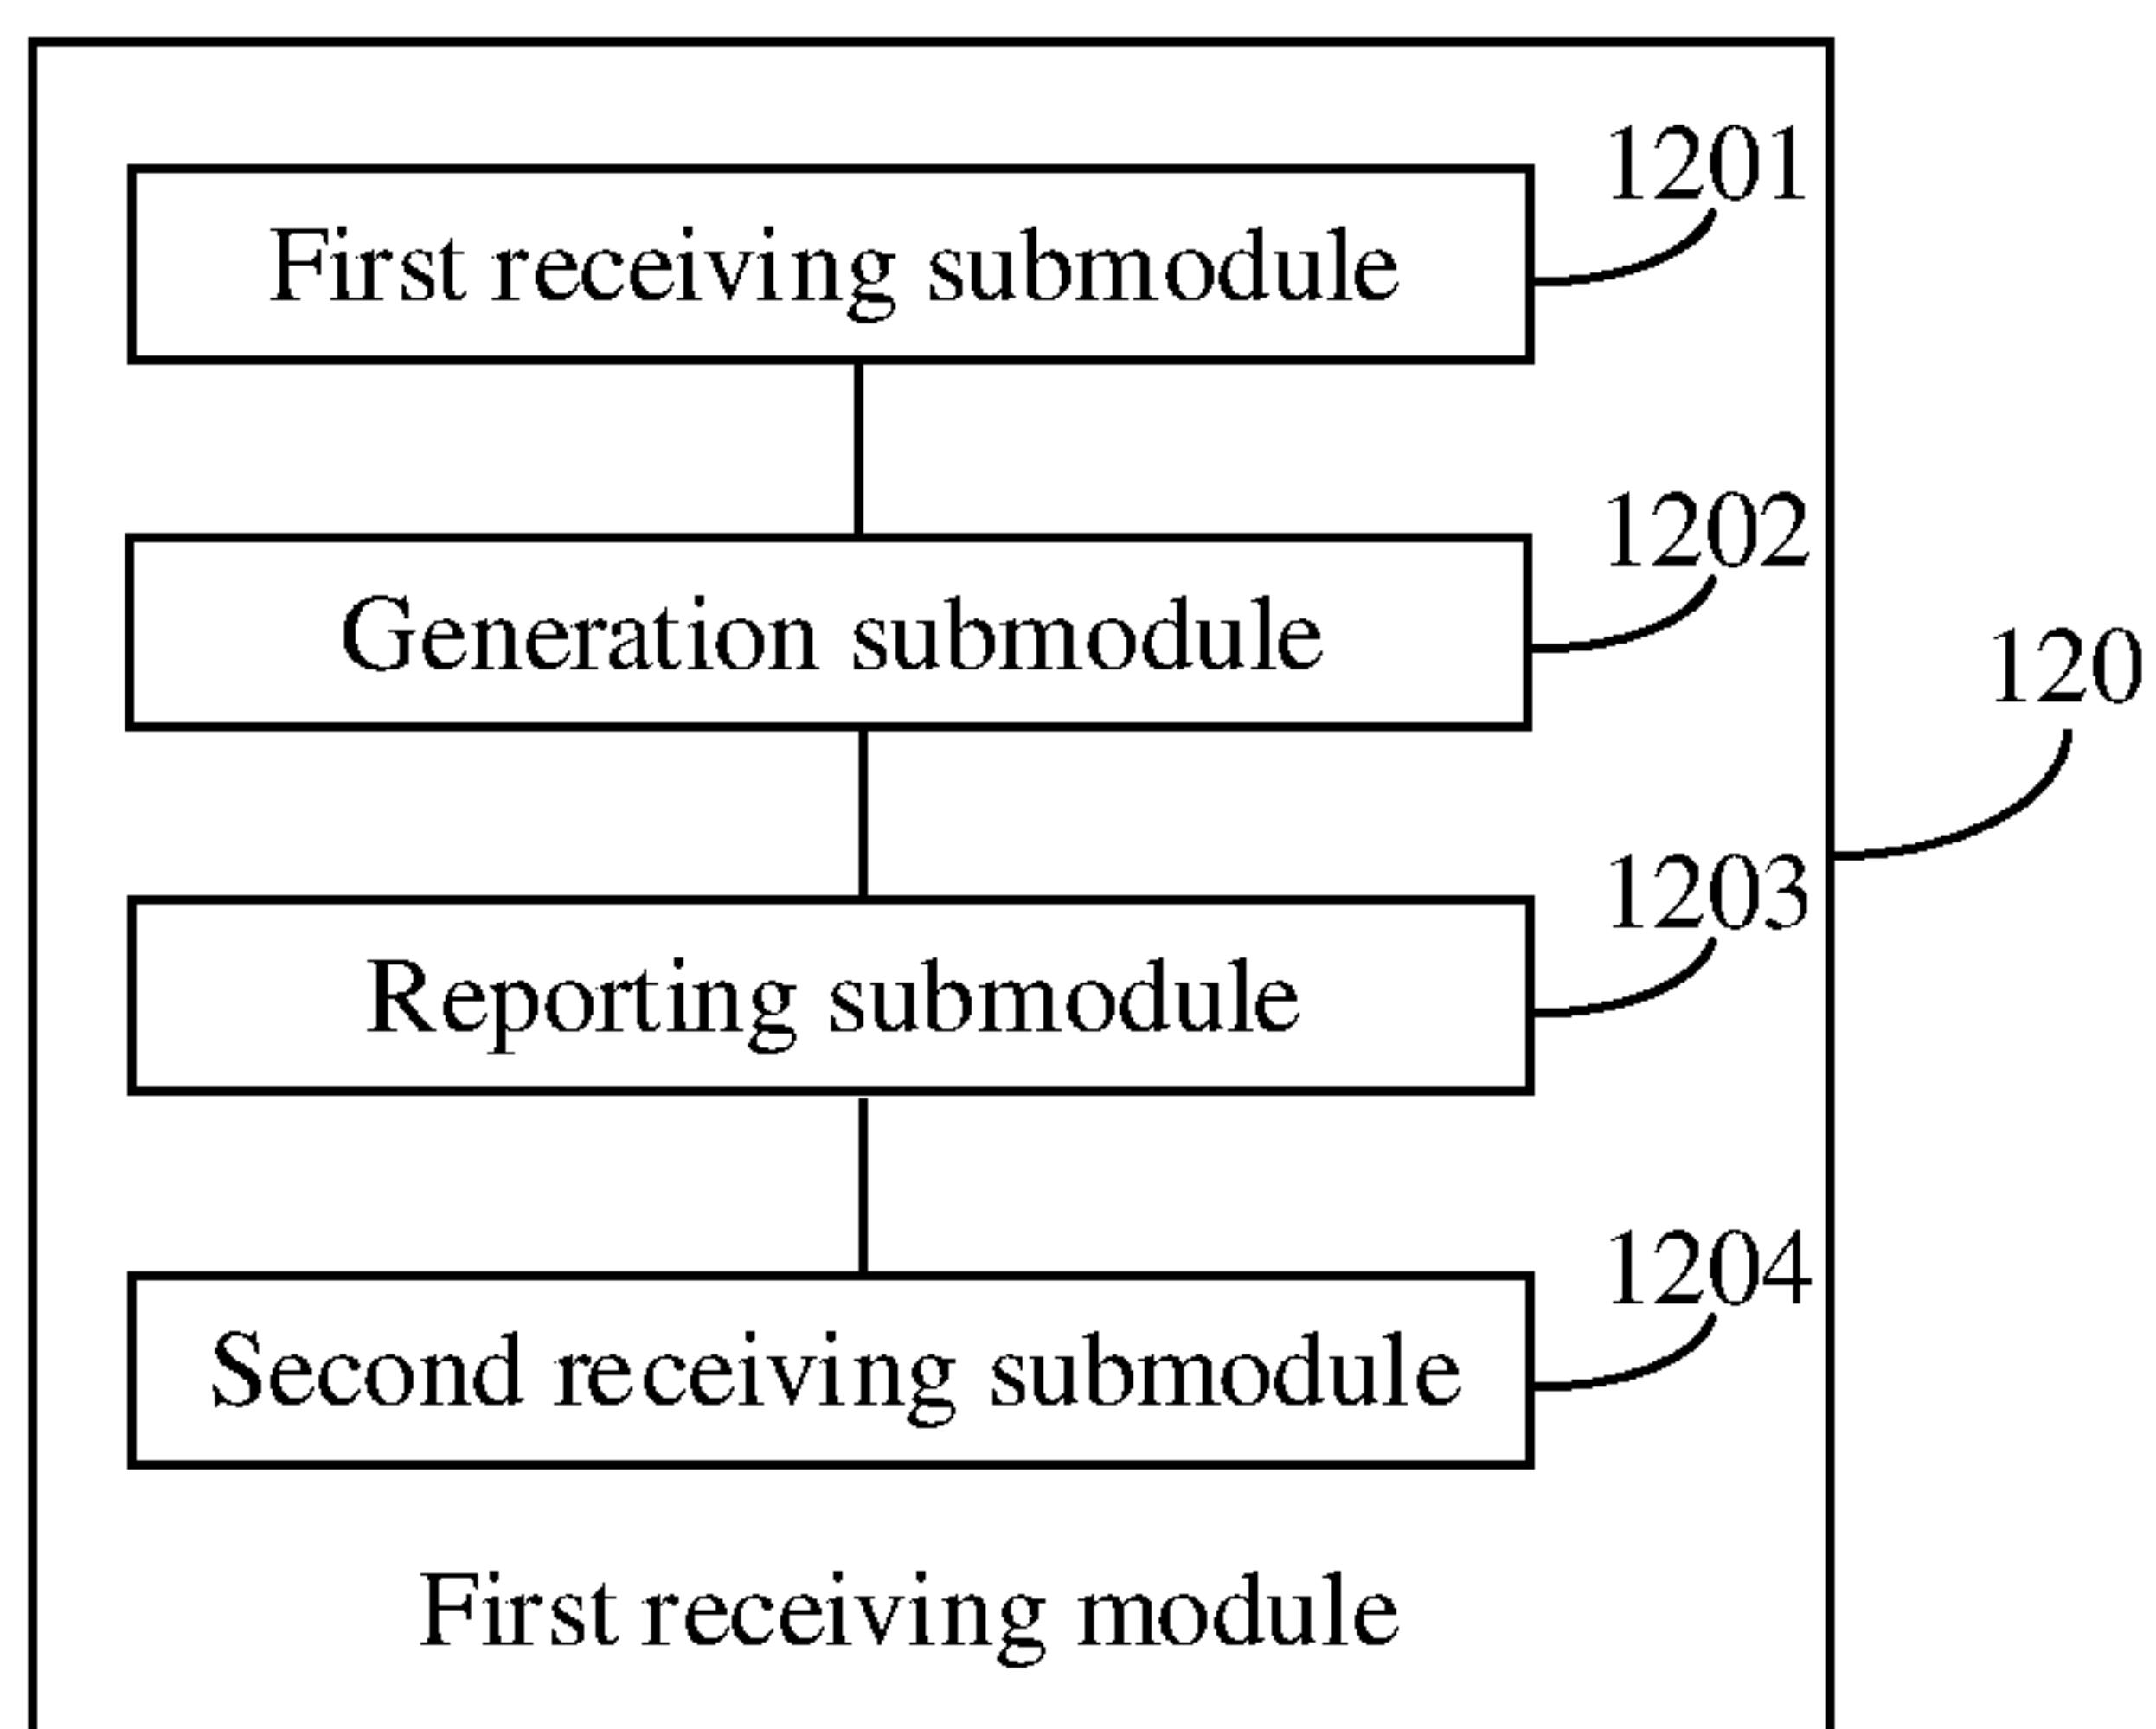 1201
First receiving submodule
1202
Generation submodule
120
1203
Reporting submodule
1204
Second receiving submodule
First receiving module